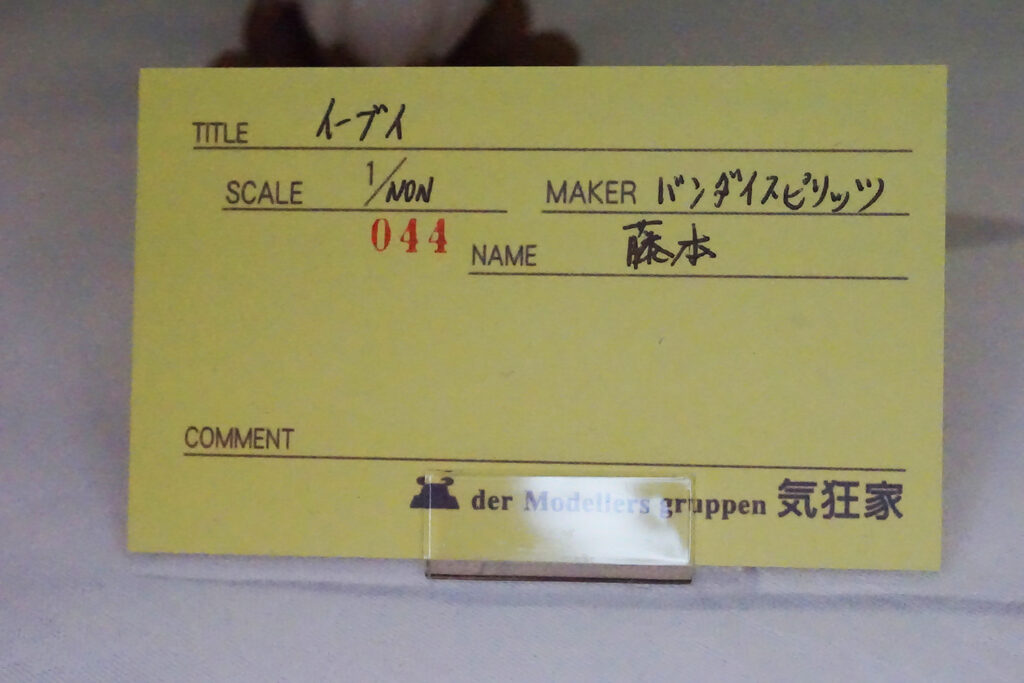 TITLE イーブイ
SCALE 1/NON MAKER バンダイスピリッツ
044 NAME 藤本
COMMENT
der Modellers gruppen 気狂家